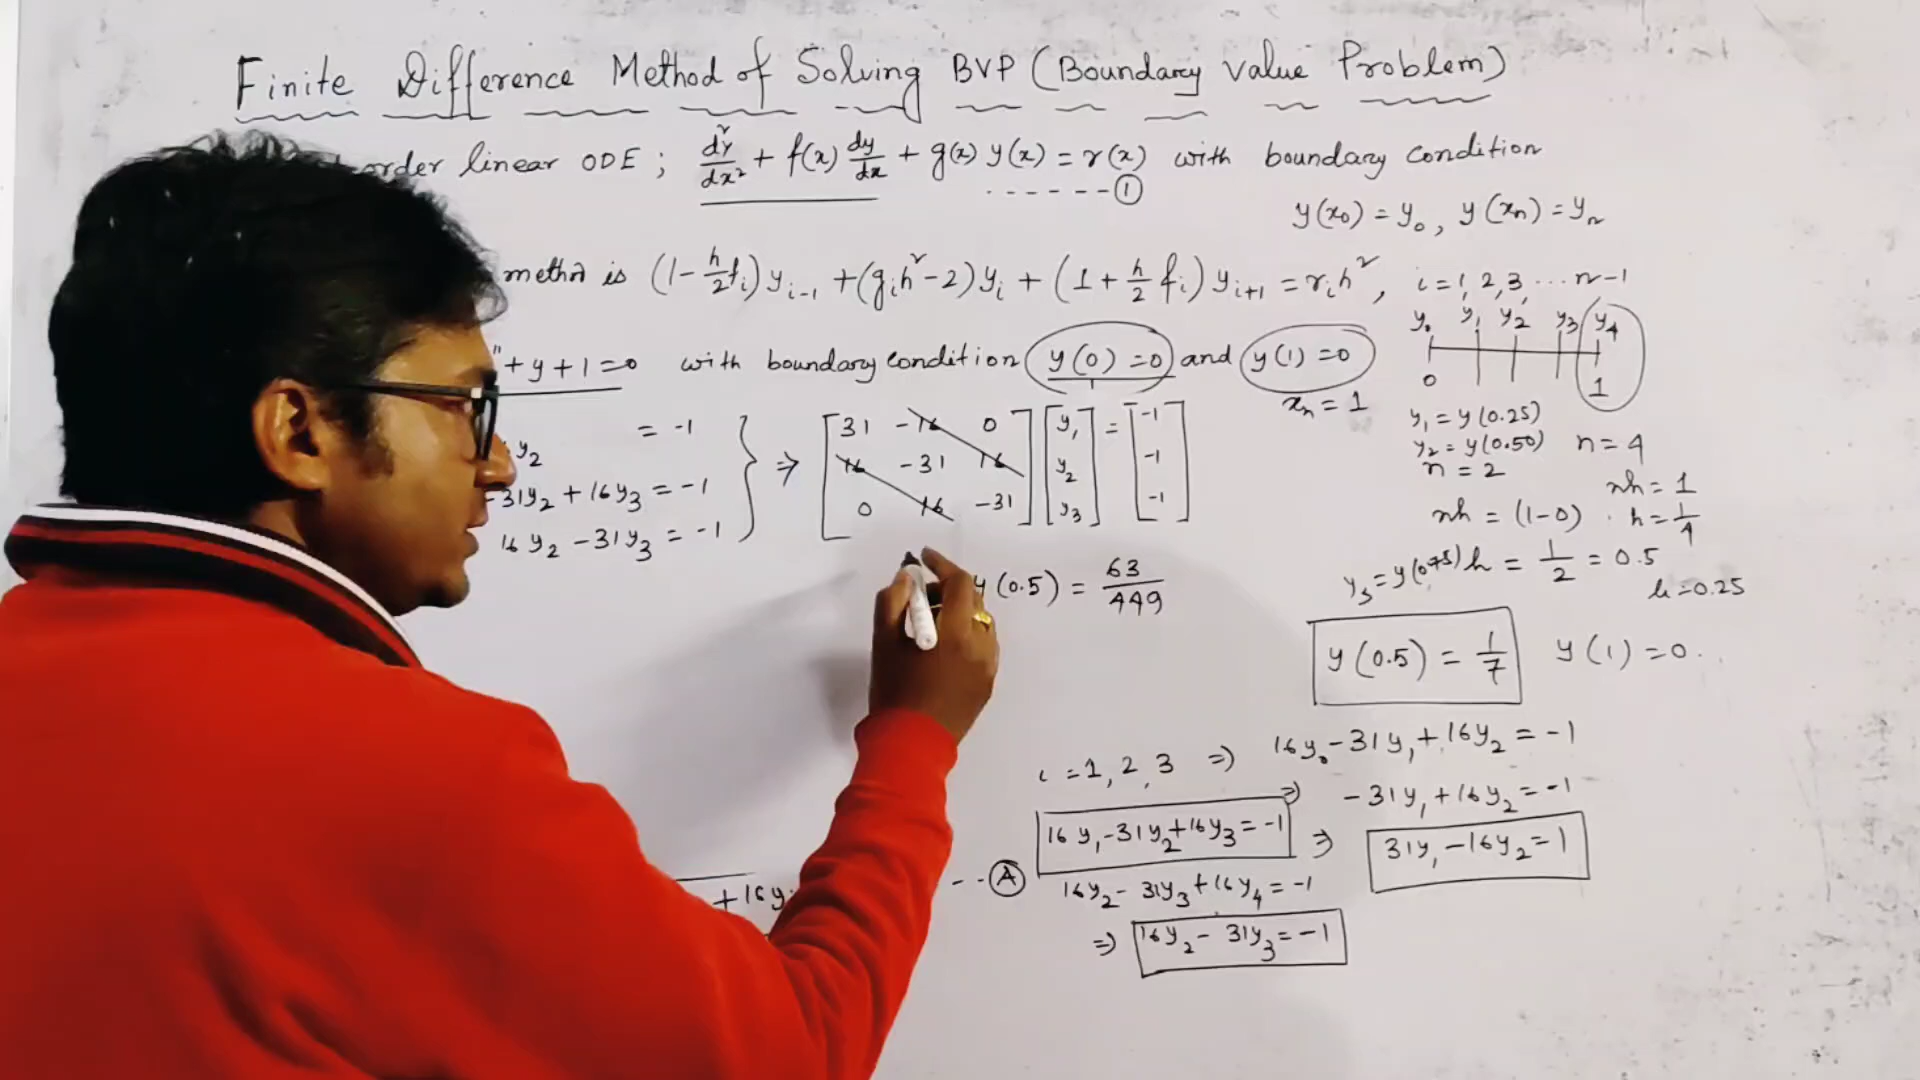 Finite Difference Method of Solving BVP (Boundary Value Problem)
order linear ODE ; d²y/dx² + f(x) dy/dx + g(x) y(x) = r(x) with boundary condition
------ ①
y(x₀) = y₀, y(xₙ) = yₙ
method is (1 - h/2 fᵢ) yᵢ₋₁ + (gᵢh² - 2) yᵢ + (1 + h/2 fᵢ) yᵢ₊₁ = rᵢh², i = 1, 2, 3, ... n-1
y₀ y₁ y₂ y₃ y₄
0 1
" + y + 1 = 0 with boundary condition y(0) = 0 and y(1) = 0
xₙ = 1
y₂ = -1
-31y₂ + 16y₃ = -1
16y₂ - 31y₃ = -1
⇒
31 -16 0
16 -31 16
0 16 -31
y₁
y₂
y₃
=
-1
-1
-1
y₁ = y(0.25)
y₂ = y(0.50) n = 4
n = 2
nh = 1
nh = (1-0) . h = 1/4
y₃ = y(0.75) h = 1/2 = 0.5
h = 0.25
y(0.5) = 63/449
y(0.5) = 1/7 y(1) = 0.
i = 1, 2, 3 ⇒ 16y₀ - 31y₁ + 16y₂ = -1
⇒ -31y₁ + 16y₂ = -1
16y₁ - 31y₂ + 16y₃ = -1 ⇒ 31y₁ - 16y₂ = 1
+ 16y -- Ⓐ
16y₂ - 31y₃ + 16y₄ = -1
⇒ 16y₂ - 31y₃ = -1